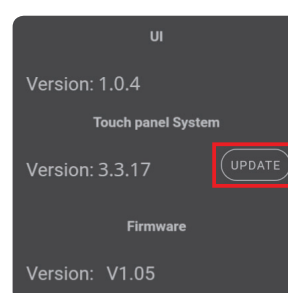 UI
Version: 1.0.4
Touch panel System
Version: 3.3.17
UPDATE
Firmware
Version: V1.05